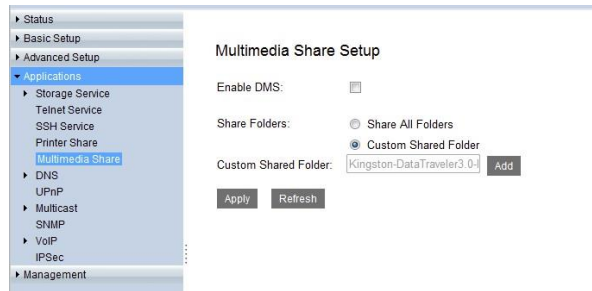 Status
Basic Setup
Advanced Setup
Applications
Storage Service
Telnet Service
SSH Service
Printer Share
Multimedia Share
DNS
UPnP
Multicast
SNMP
VoIP
IPSec
Management
Multimedia Share Setup
Enable DMS:
Share Folders: Share All Folders
Custom Shared Folder
Custom Shared Folder: Kingston-DataTraveler3.0- Add
Apply Refresh